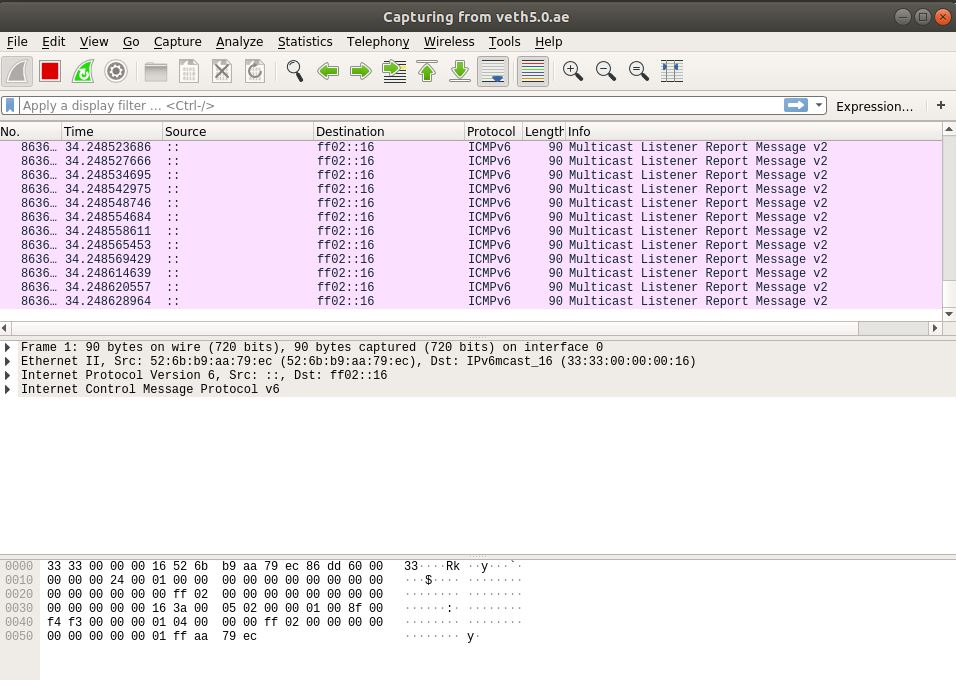 Capturing from veth5.0.ae
File Edit View Go Capture Analyze Statistics Telephony Wireless Tools Help
Apply a display filter ... <Ctrl-/> Expression... +
No. Time Source Destination Protocol Length Info
8636… 34.248523686 :: ff02::16 ICMPv6 90 Multicast Listener Report Message v2
8636… 34.248527666 :: ff02::16 ICMPv6 90 Multicast Listener Report Message v2
8636… 34.248534695 :: ff02::16 ICMPv6 90 Multicast Listener Report Message v2
8636… 34.248542975 :: ff02::16 ICMPv6 90 Multicast Listener Report Message v2
8636… 34.248548746 :: ff02::16 ICMPv6 90 Multicast Listener Report Message v2
8636… 34.248554684 :: ff02::16 ICMPv6 90 Multicast Listener Report Message v2
8636… 34.248558611 :: ff02::16 ICMPv6 90 Multicast Listener Report Message v2
8636… 34.248565453 :: ff02::16 ICMPv6 90 Multicast Listener Report Message v2
8636… 34.248569429 :: ff02::16 ICMPv6 90 Multicast Listener Report Message v2
8636… 34.248614639 :: ff02::16 ICMPv6 90 Multicast Listener Report Message v2
8636… 34.248620557 :: ff02::16 ICMPv6 90 Multicast Listener Report Message v2
8636… 34.248628964 :: ff02::16 ICMPv6 90 Multicast Listener Report Message v2
Frame 1: 90 bytes on wire (720 bits), 90 bytes captured (720 bits) on interface 0
Ethernet II, Src: 52:6b:b9:aa:79:ec (52:6b:b9:aa:79:ec), Dst: IPv6mcast_16 (33:33:00:00:00:16)
Internet Protocol Version 6, Src: ::, Dst: ff02::16
Internet Control Message Protocol v6
0000 33 33 00 00 00 16 52 6b b9 aa 79 ec 86 dd 60 00 33····Rk ··y···`·
0010 00 00 00 24 00 01 00 00 00 00 00 00 00 00 00 00 ···$···· ········
0020 00 00 00 00 00 00 ff 02 00 00 00 00 00 00 00 00 ········ ········
0030 00 00 00 00 00 16 3a 00 05 02 00 00 01 00 8f 00 ······:· ········
0040 f4 f3 00 00 00 01 04 00 00 00 ff 02 00 00 00 00 ········ ········
0050 00 00 00 00 00 01 ff aa 79 ec ········ y·